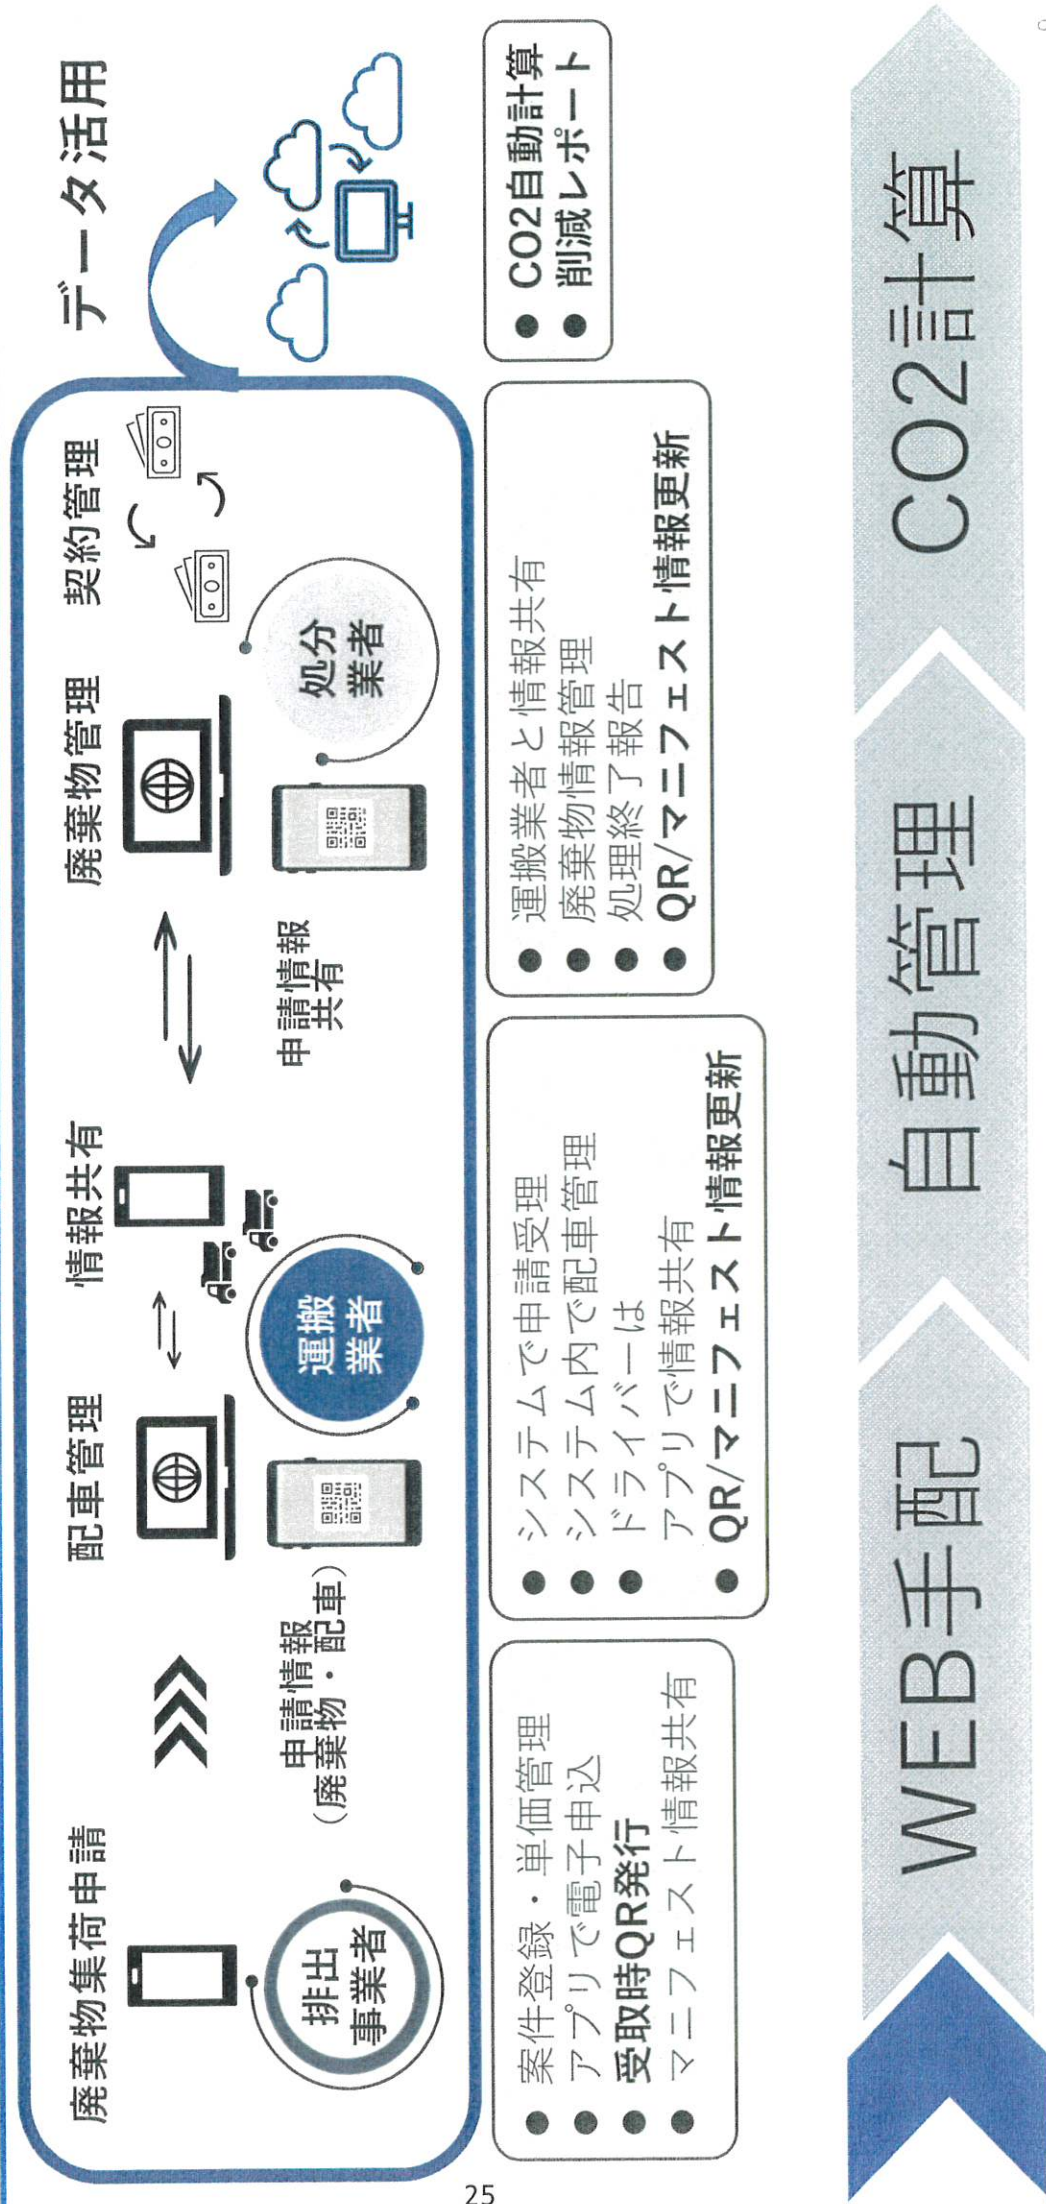 廃棄物集荷申請
配車管理
情報共有
廃棄物管理
契約管理
データ活用
排出
事業者
申請情報
(廃棄物・配車)
運搬
業者
申請情報
共有
処分
業者
● 案件登録・単価管理
● アプリで電子申込
● 受取時QR発行
● マニフェスト情報共有
● システムで申請受理
● システム内で配車管理
● ドライバーは
アプリで情報共有
● QR/マニフェスト情報更新
● 運搬業者と情報共有
● 廃棄物情報管理
● 処理終了報告
● QR/マニフェスト情報更新
● CO2自動計算
● 削減レポート
WEB手配
自動管理
CO2計算
25